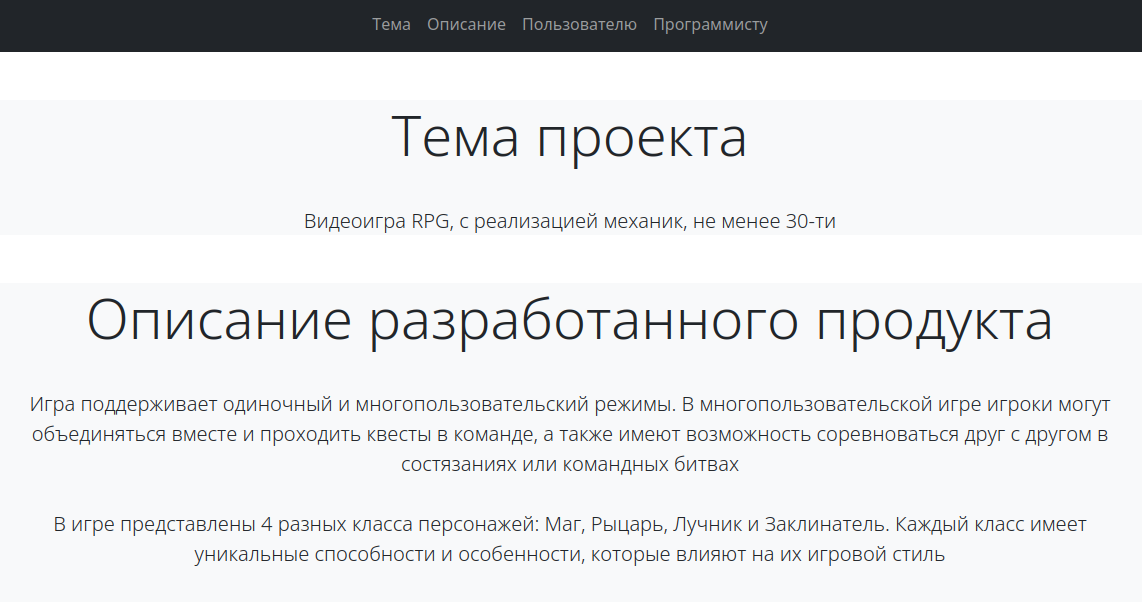 Тема Описание Пользователю Программисту
Тема проекта
Видеоигра RPG, с реализацией механик, не менее 30-ти
Описание разработанного продукта
Игра поддерживает одиночный и многопользовательский режимы. В многопользовательской игре игроки могут
объединяться вместе и проходить квесты в команде, а также имеют возможность соревноваться друг с другом в
состязаниях или командных битвах
В игре представлены 4 разных класса персонажей: Маг, Рыцарь, Лучник и Заклинатель. Каждый класс имеет
уникальные способности и особенности, которые влияют на их игровой стиль